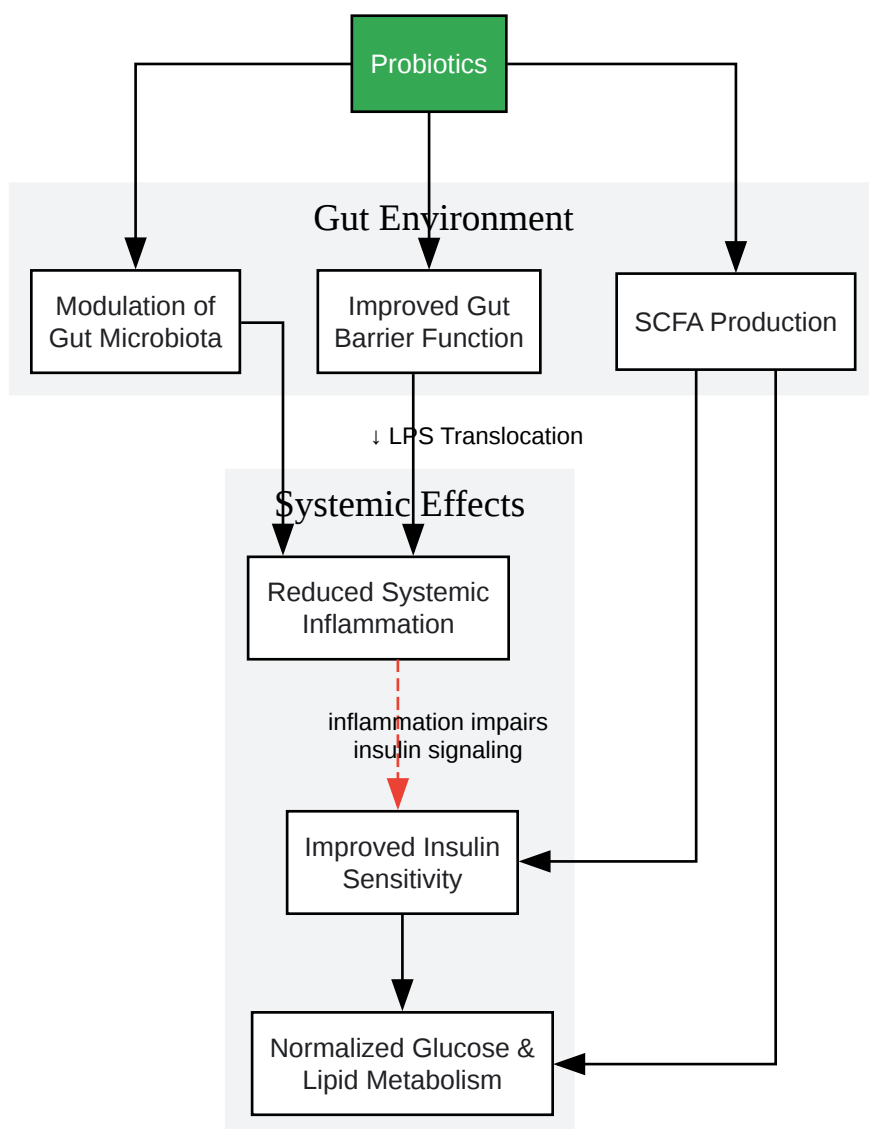 Probiotics
Gut Environment
Modulation of
Gut Microbiota
Improved Gut
Barrier Function
SCFA Production
↓ LPS Translocation
Systemic Effects
Reduced Systemic
Inflammation
inflammation impairs
insulin signaling
Improved Insulin
Sensitivity
Normalized Glucose &
Lipid Metabolism